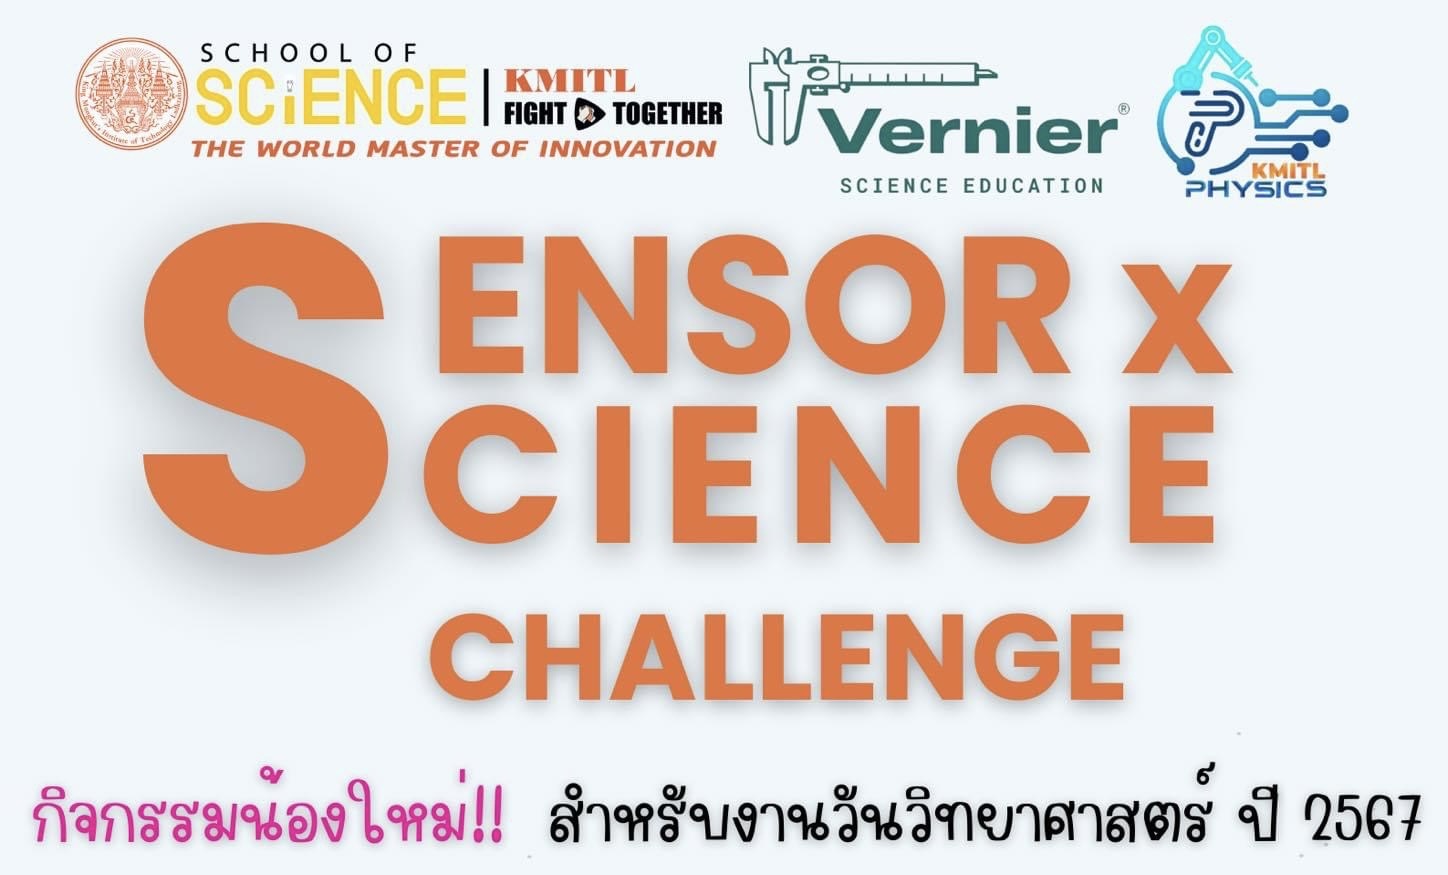 SCHOOL OF
SCiENCE
KMITL
FIGHT TOGETHER
THE WORLD MASTER OF INNOVATION
Vernier®
SCIENCE EDUCATION
KMITL
PHYSICS
SENSOR x
SCIENCE
CHALLENGE
กิจกรรมน้องใหม่!! สำหรับงานวันวิทยาศาสตร์ ปี 2567